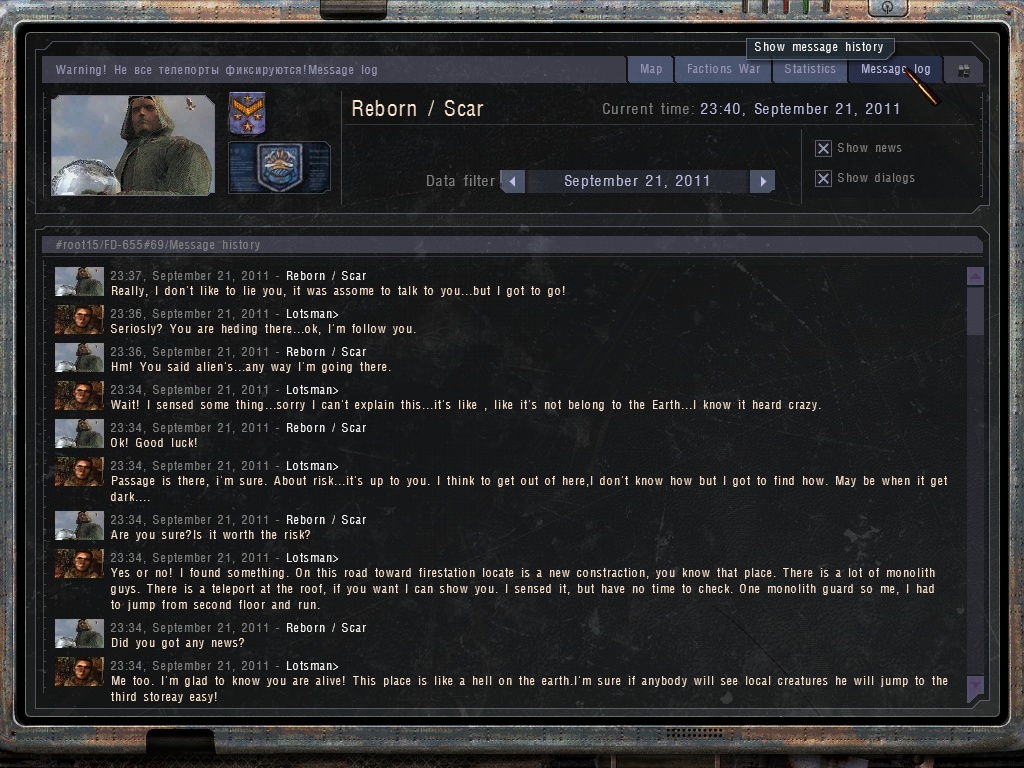 Show message history
Warning! Не все телепорты фиксируются!Message log
Map
Factions War
Statistics
Message log
Reborn / Scar
Current time: 23:40, September 21, 2011
Show news
Data filter
September 21, 2011
Show dialogs
#root15/FD-655#69/Message history
23:37, September 21, 2011 - Reborn / Scar
Really, I don't like to lie you, it was assome to talk to you...but I got to go!
23:36, September 21, 2011 - Lotsman>
Seriosly? You are heding there...ok, I'm follow you.
23:36, September 21, 2011 - Reborn / Scar
Hm! You said alien's...any way I'm going there.
23:34, September 21, 2011 - Lotsman>
Wait! I sensed some thing...sorry I can't explain this...it's like , like it's not belong to the Earth...I know it heard crazy.
23:34, September 21, 2011 - Reborn / Scar
Ok! Good luck!
23:34, September 21, 2011 - Lotsman>
Passage is there, i'm sure. About risk...it's up to you. I think to get out of here,I don't know how but I got to find how. May be when it get
dark....
23:34, September 21, 2011 - Reborn / Scar
Are you sure?Is it worth the risk?
23:34, September 21, 2011 - Lotsman>
Yes or no! I found something. On this road toward firestation locate is a new constraction, you know that place. There is a lot of monolith
guys. There is a teleport at the roof, if you want I can show you. I sensed it, but have no time to check. One monolith guard so me, I had
to jump from second floor and run.
23:34, September 21, 2011 - Reborn / Scar
Did you got any news?
23:34, September 21, 2011 - Lotsman>
Me too. I'm glad to know you are alive! This place is like a hell on the earth.I'm sure if anybody will see local creatures he will jump to the
third storeay easy!